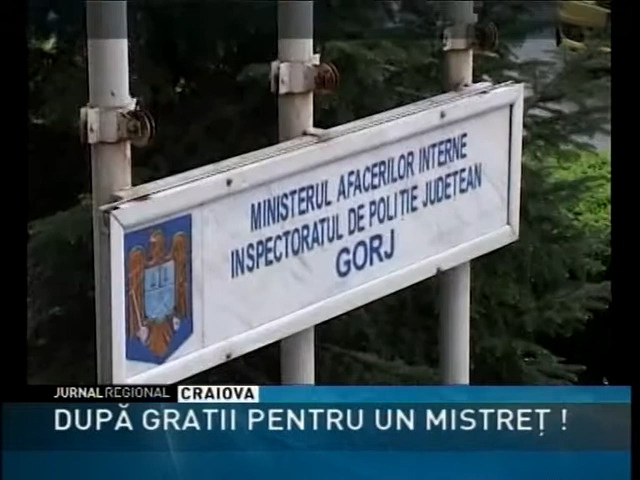 MINISTERUL AFACERILOR INTERNE
INSPECTORATUL DE POLIȚIE JUDEȚEAN
GORJ
JURNAL REGIONAL CRAIOVA
DUPĂ GRATII PENTRU UN MISTREȚ !